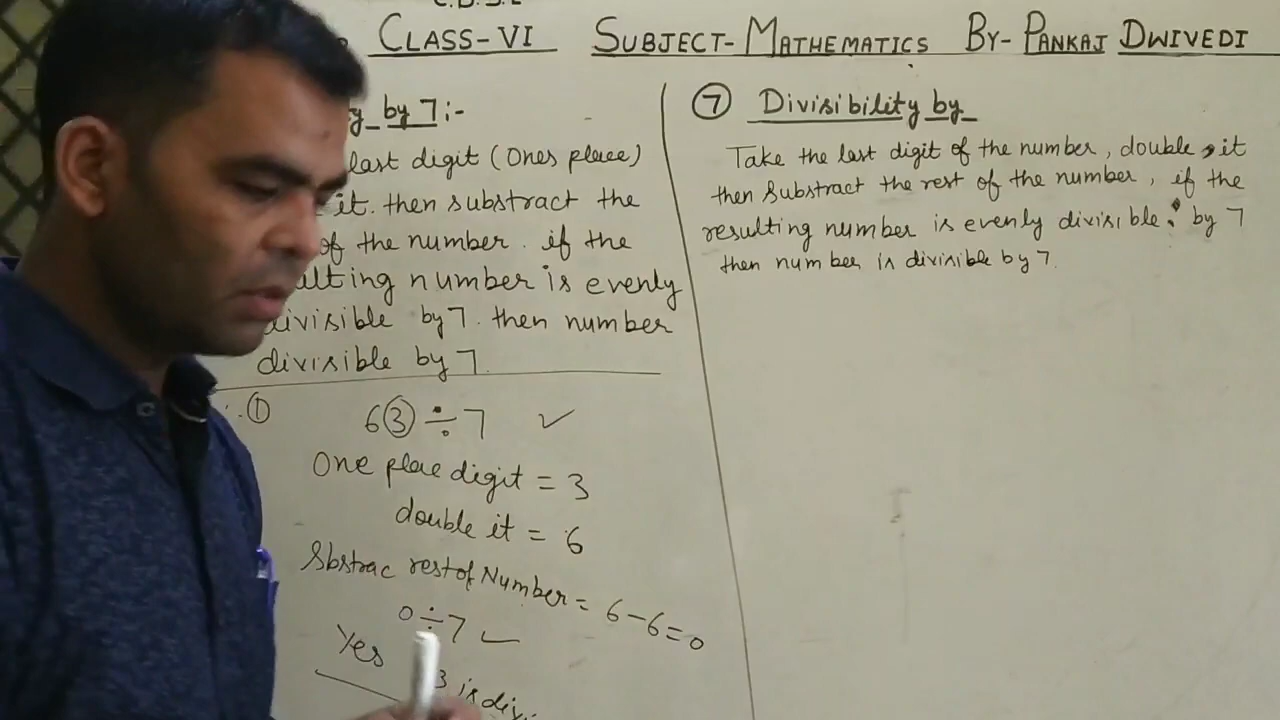 CLASS-VI SUBJECT-MATHEMATICS BY-PANKAJ DWIVEDI
by 7:-
last digit (Ones place)
it. then substract the
of the number. if the
ulting number is evenly
divisible by 7. then number
divisible by 7.
① 63÷7 ✓
One plae digit = 3
double it = 6
Sbstrac rest of Number = 6-6=0
0÷7 ✓
Yes
3 is div
⑦ Divisibility by
Take the last digit of the number, double it
then Substract the rest of the number, if the
resulting number is evenly divisible by 7
then number is divisible by 7.